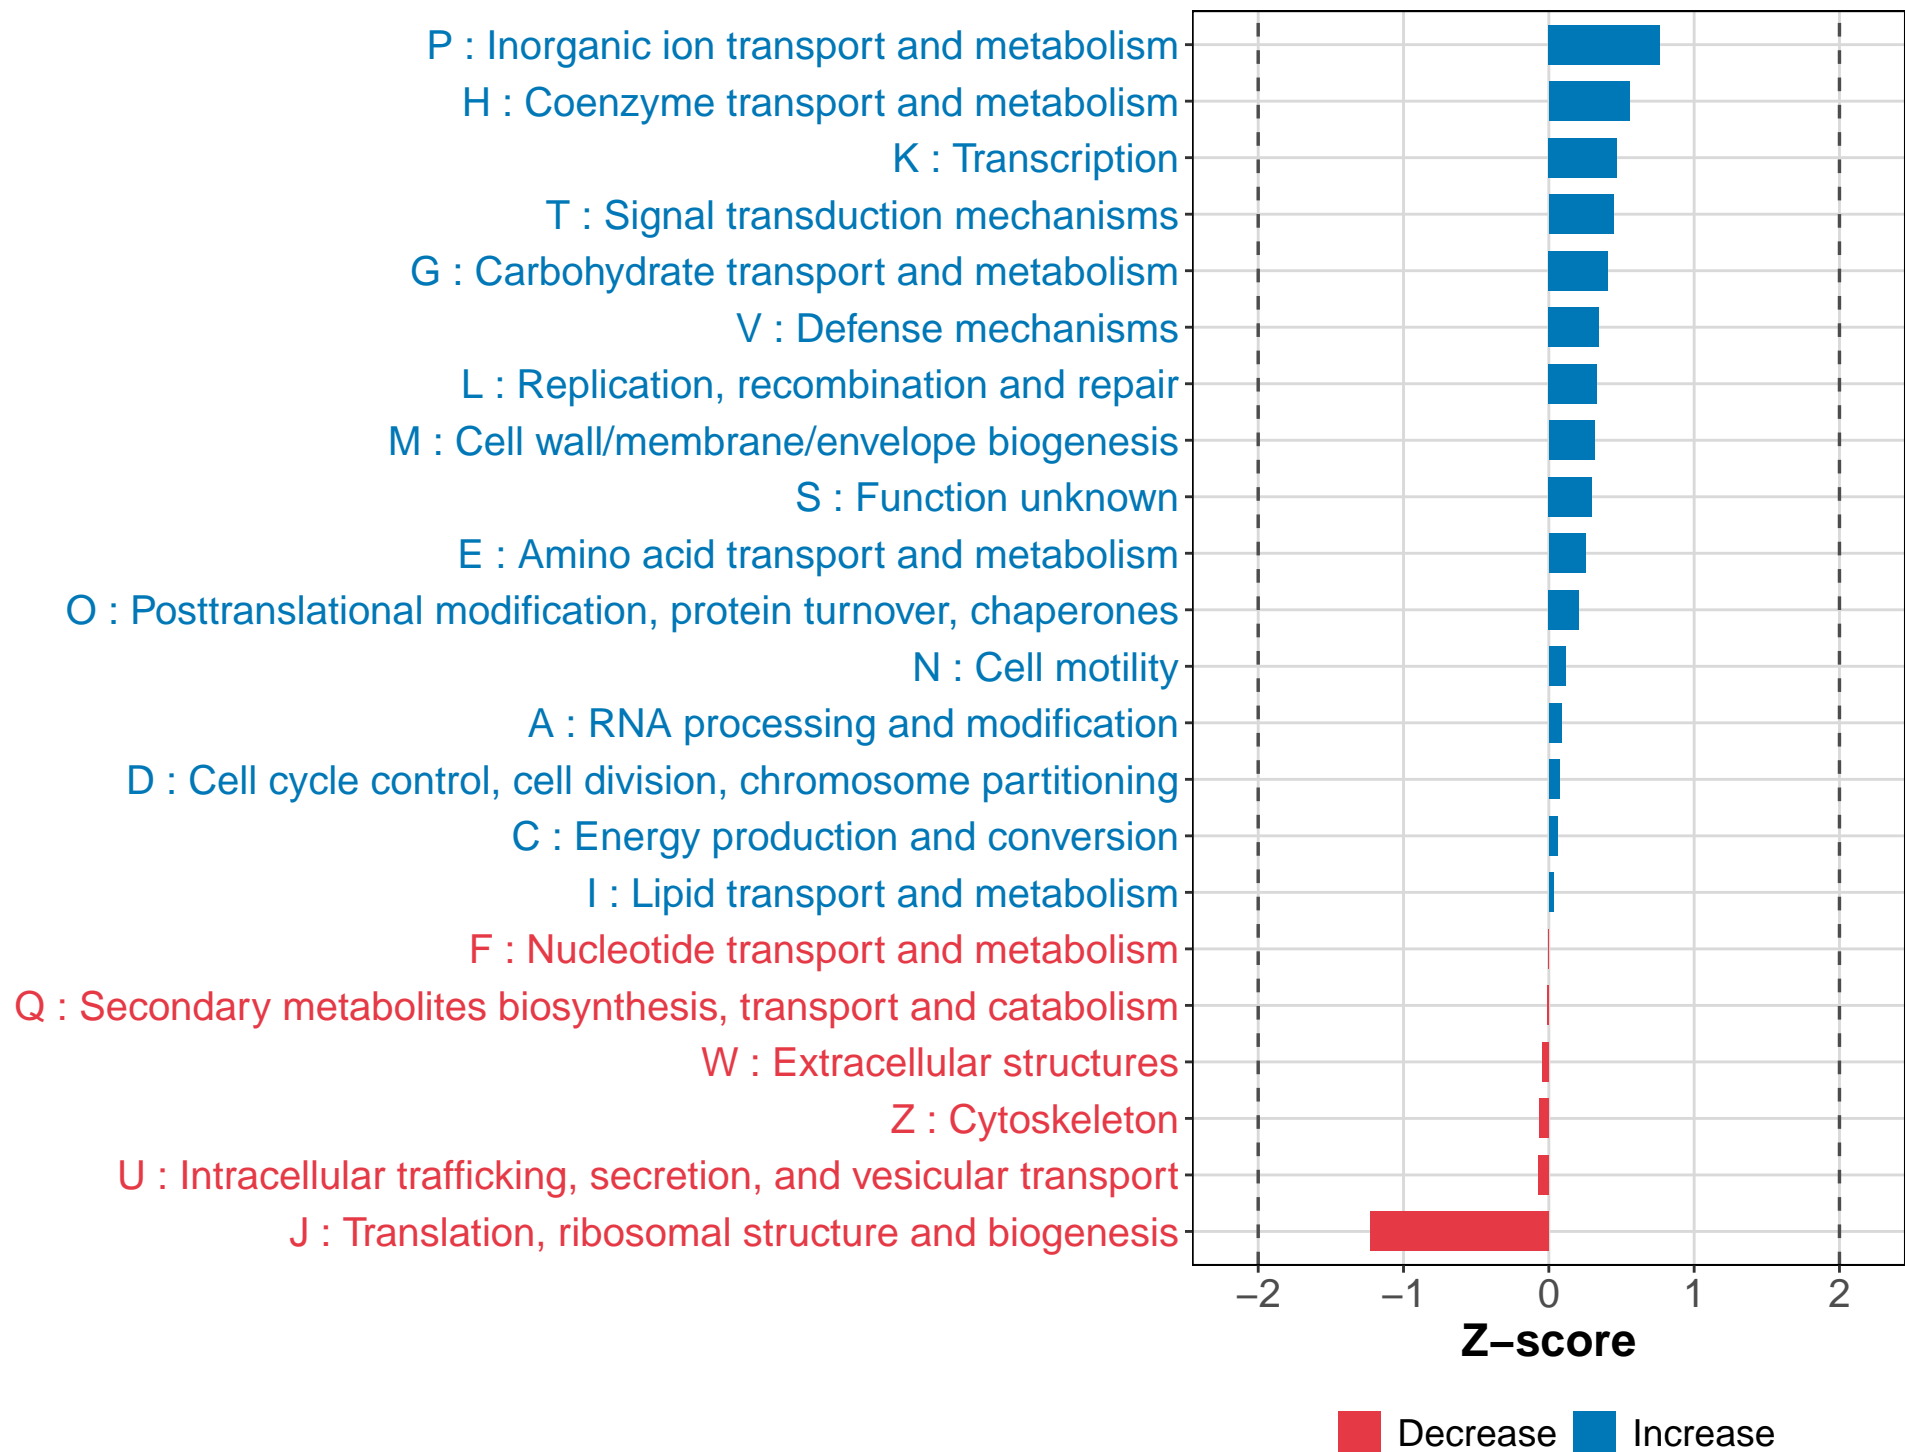 P : Inorganic ion transport and metabolism
H : Coenzyme transport and metabolism
K : Transcription
T : Signal transduction mechanisms
G : Carbohydrate transport and metabolism
V : Defense mechanisms
L : Replication, recombination and repair
M : Cell wall/membrane/envelope biogenesis
S : Function unknown
E : Amino acid transport and metabolism
O : Posttranslational modification, protein turnover, chaperones
N : Cell motility
A : RNA processing and modification
D : Cell cycle control, cell division, chromosome partitioning
C : Energy production and conversion
I : Lipid transport and metabolism
F : Nucleotide transport and metabolism
Q : Secondary metabolites biosynthesis, transport and catabolism
W : Extracellular structures
Z : Cytoskeleton
U : Intracellular trafficking, secretion, and vesicular transport
J : Translation, ribosomal structure and biogenesis
−2 −1 0 1 2
Z−score
Decrease Increase